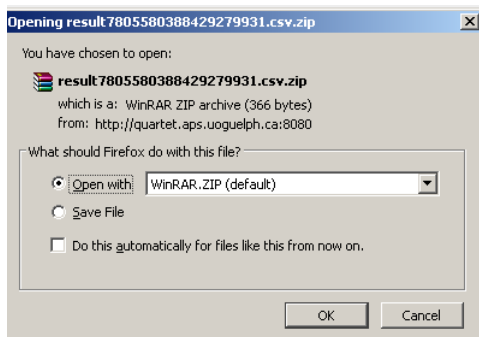 Opening result7805580388429279931.csv.zip
You have chosen to open:
result7805580388429279931.csv.zip
which is a: WinRAR ZIP archive (366 bytes)
from: http://quartet.aps.uoguelph.ca:8080
What should Firefox do with this file?
Open with WinRAR.ZIP (default)
Save File
Do this automatically for files like this from now on.
OK Cancel